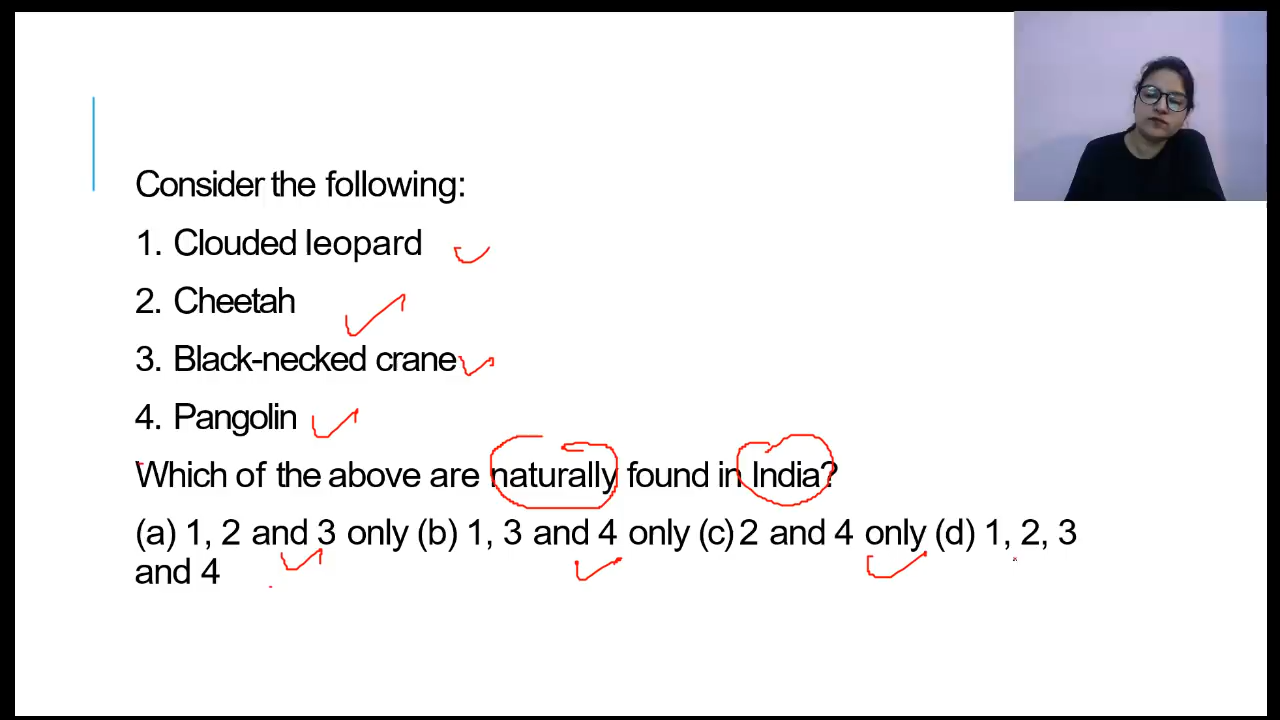 Consider the following:
1. Clouded leopard
2. Cheetah
3. Black-necked crane
4. Pangolin
Which of the above are naturally found in India?
(a) 1, 2 and 3 only (b) 1, 3 and 4 only (c) 2 and 4 only (d) 1, 2, 3
and 4